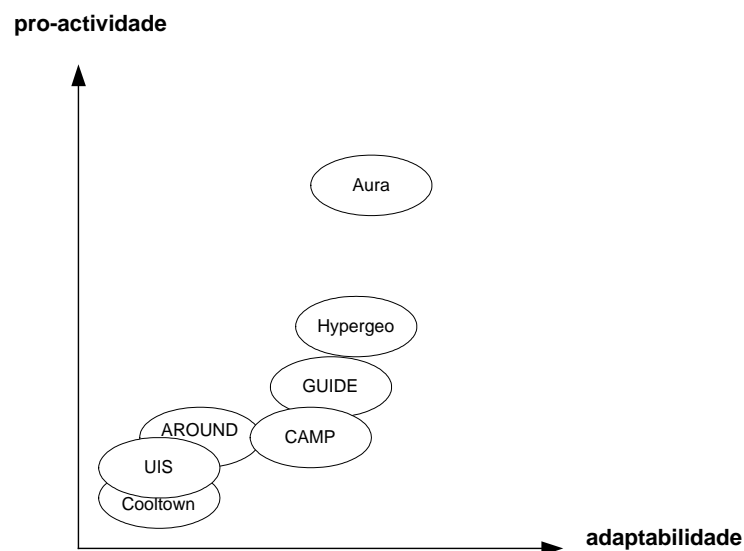 pro-actividade
Aura
Hypergeo
GUIDE
AROUND
CAMP
UIS
Cooltown
adaptabilidade